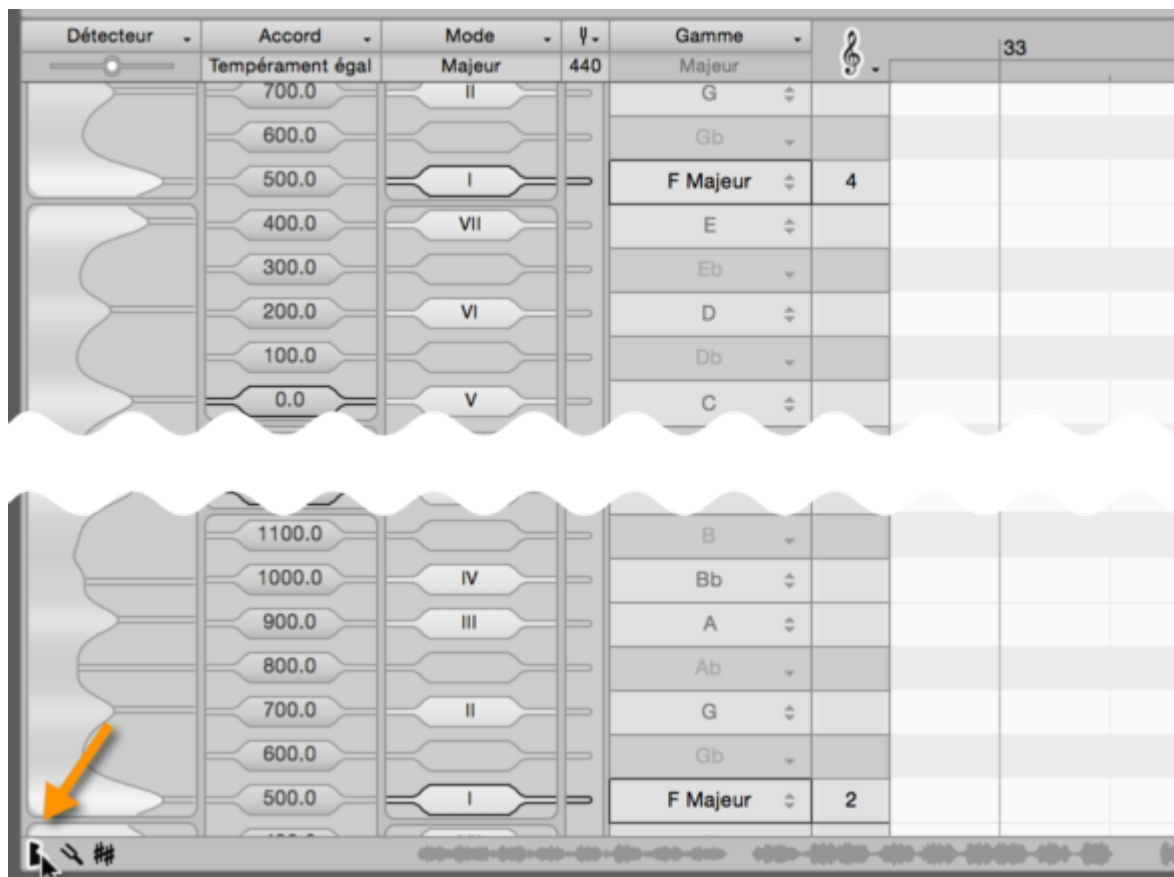 Détecteur Accord Mode Gamme
33
Tempérament égal Majeur 440 Majeur
700.0 II G
600.0 Gb
500.0 I F Majeur 4
400.0 VII E
300.0 Eb
200.0 VI D
100.0 Db
0.0 V C
1100.0 B
1000.0 IV Bb
900.0 III A
800.0 Ab
700.0 II G
600.0 Gb
500.0 I F Majeur 2